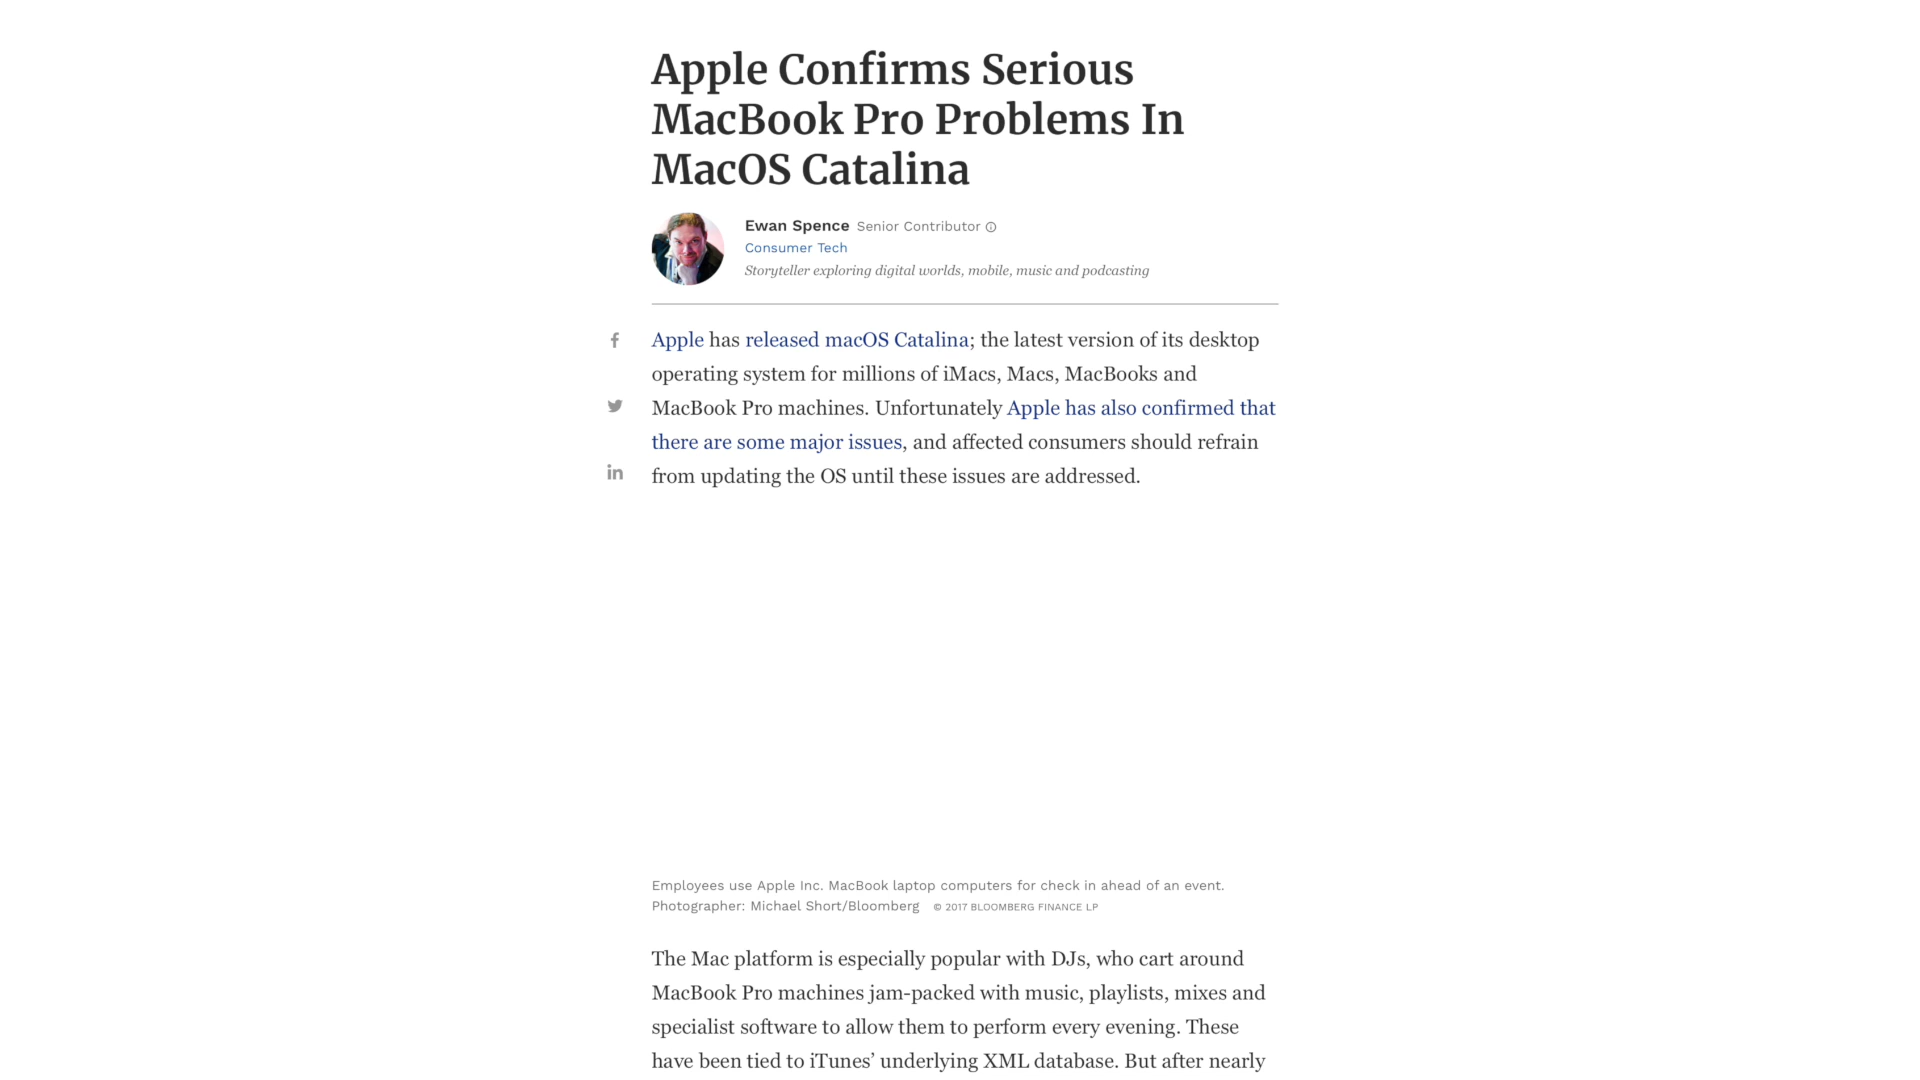 Apple Confirms Serious
MacBook Pro Problems In
MacOS Catalina
Ewan Spence Senior Contributor
Consumer Tech
Storyteller exploring digital worlds, mobile, music and podcasting
Apple has released macOS Catalina; the latest version of its desktop
operating system for millions of iMacs, Macs, MacBooks and
MacBook Pro machines. Unfortunately Apple has also confirmed that
there are some major issues, and affected consumers should refrain
from updating the OS until these issues are addressed.
Employees use Apple Inc. MacBook laptop computers for check in ahead of an event.
Photographer: Michael Short/Bloomberg © 2017 BLOOMBERG FINANCE LP
The Mac platform is especially popular with DJs, who cart around
MacBook Pro machines jam-packed with music, playlists, mixes and
specialist software to allow them to perform every evening. These
have been tied to iTunes’ underlying XML database. But after nearly